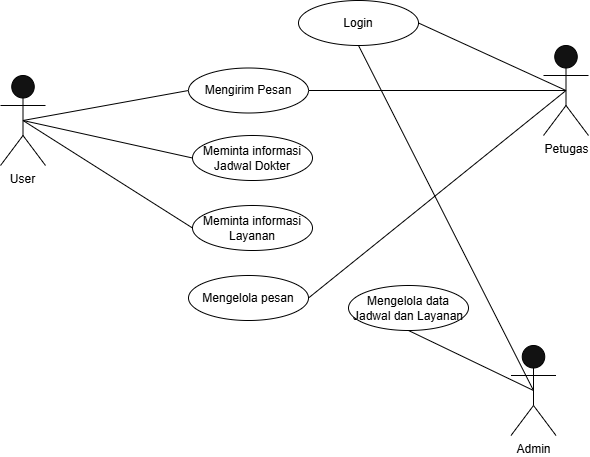 Login
Mengirim Pesan
Petugas
Meminta informasi
Jadwal Dokter
User
Meminta informasi
Layanan
Mengelola pesan
Mengelola data
Jadwal dan Layanan
Admin